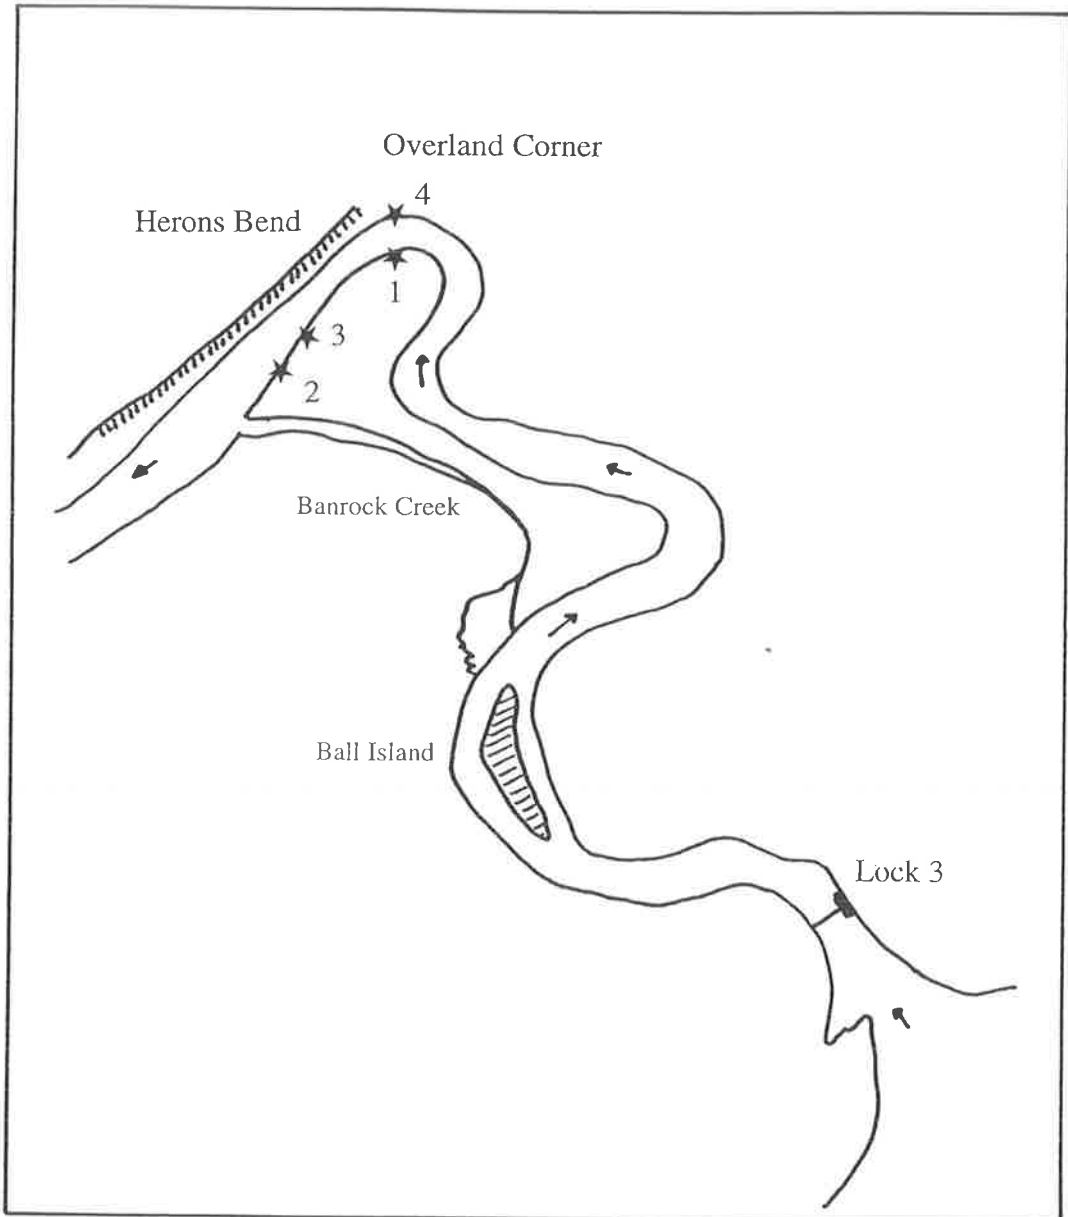 Overland Corner
4
Herons Bend
1
3
2
Banrock Creek
Ball Island
Lock 3